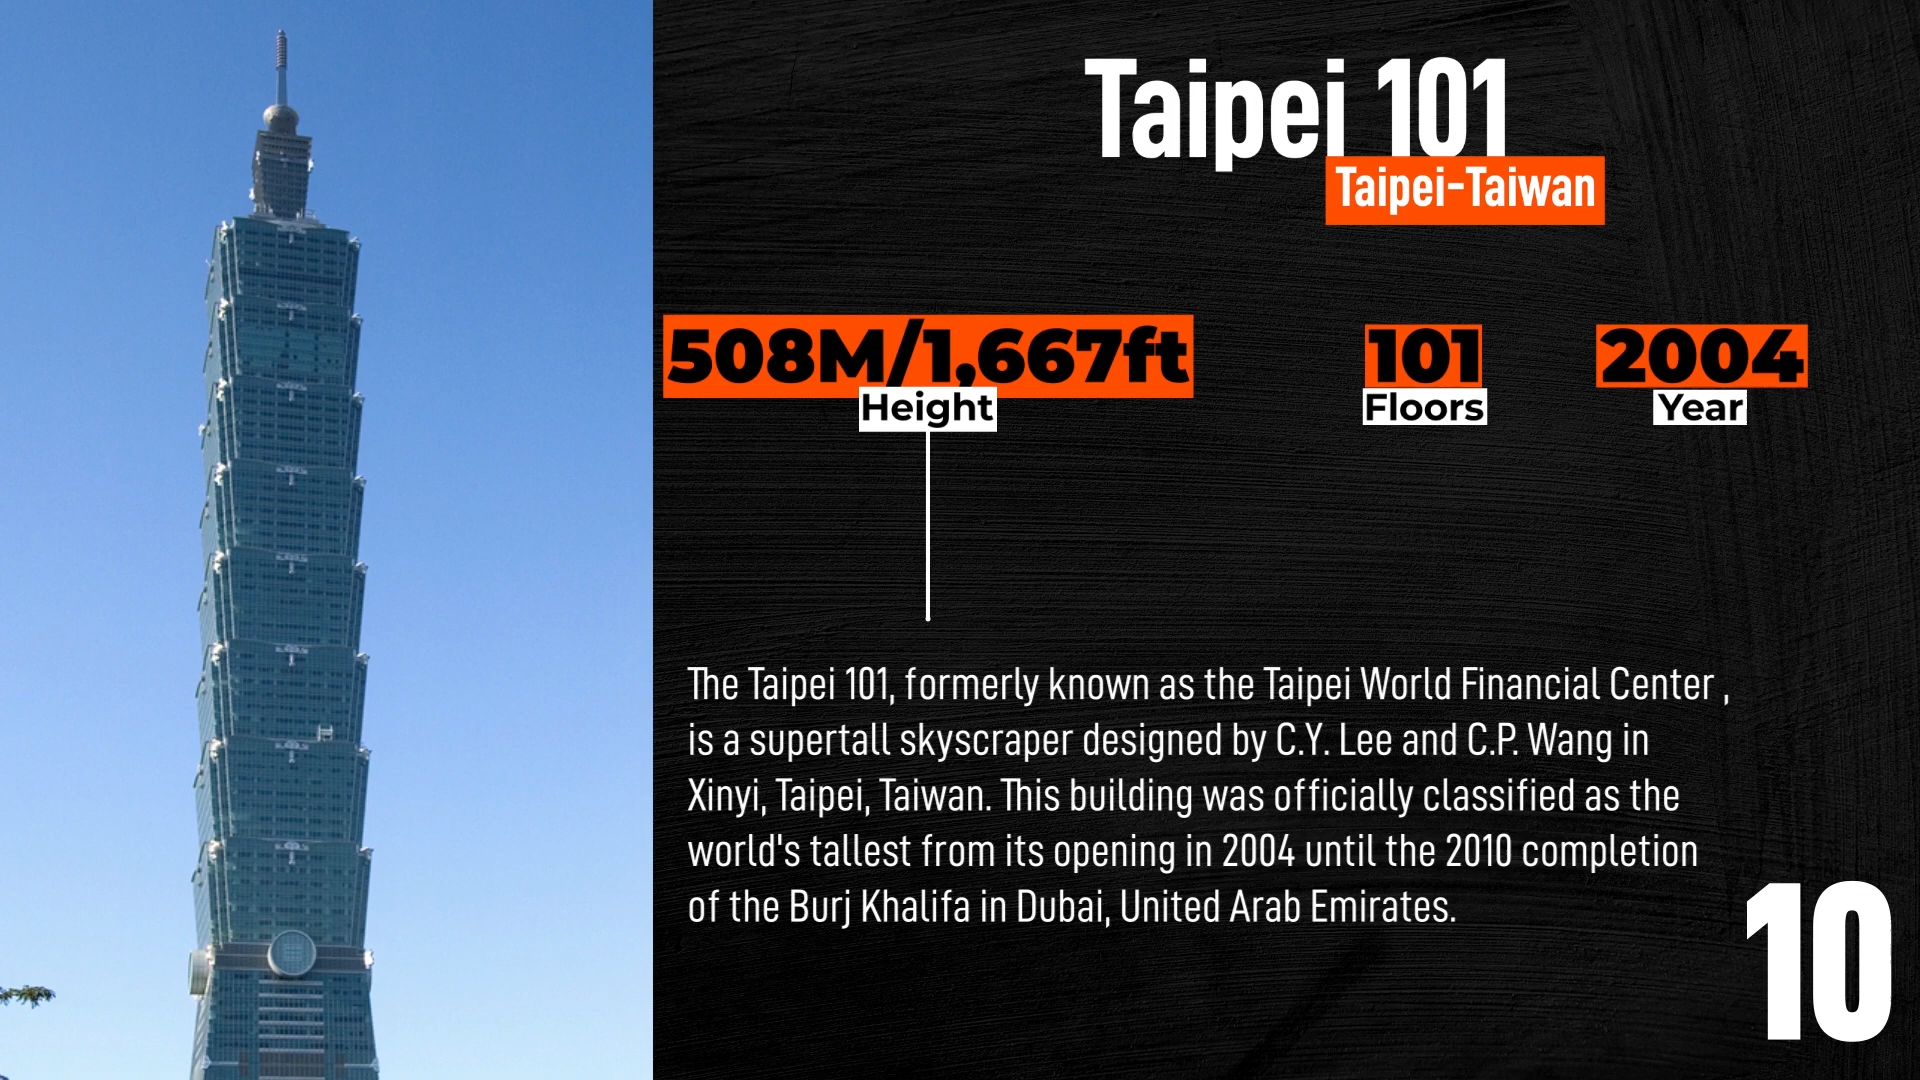 Taipei 101
Taipei-Taiwan
508M/1,667ft
Height
101
Floors
2004
Year
The Taipei 101, formerly known as the Taipei World Financial Center ,
is a supertall skyscraper designed by C.Y. Lee and C.P. Wang in
Xinyi, Taipei, Taiwan. This building was officially classified as the
world's tallest from its opening in 2004 until the 2010 completion
of the Burj Khalifa in Dubai, United Arab Emirates.
10